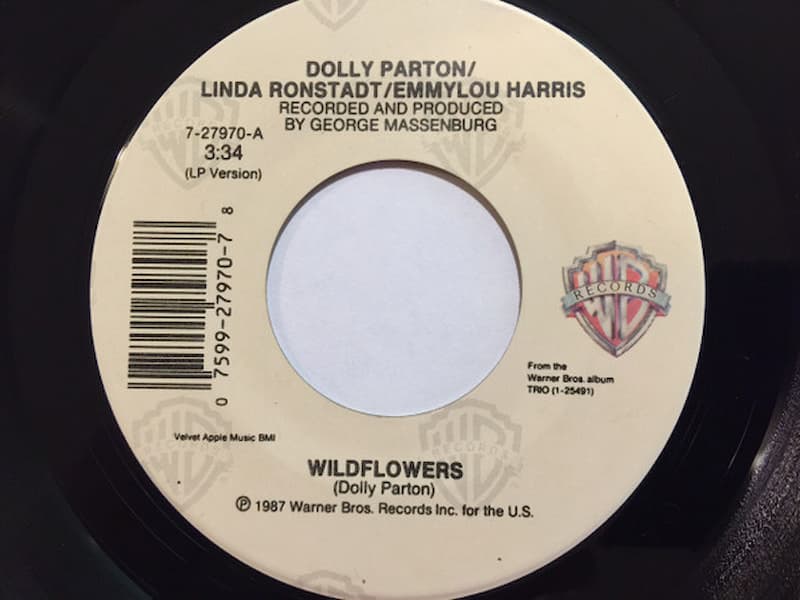 DOLLY PARTON/
LINDA RONSTADT/EMMYLOU HARRIS
RECORDED AND PRODUCED
BY GEORGE MASSENBURG
7-27970-A
3:34
(LP Version)
0 7599-27970-7 8
RECORDS
From the
Warner Bros. album
TRIO (1-25491)
Velvet Apple Music BMI
WILDFLOWERS
(Dolly Parton)
℗ 1987 Warner Bros. Records Inc. for the U.S.